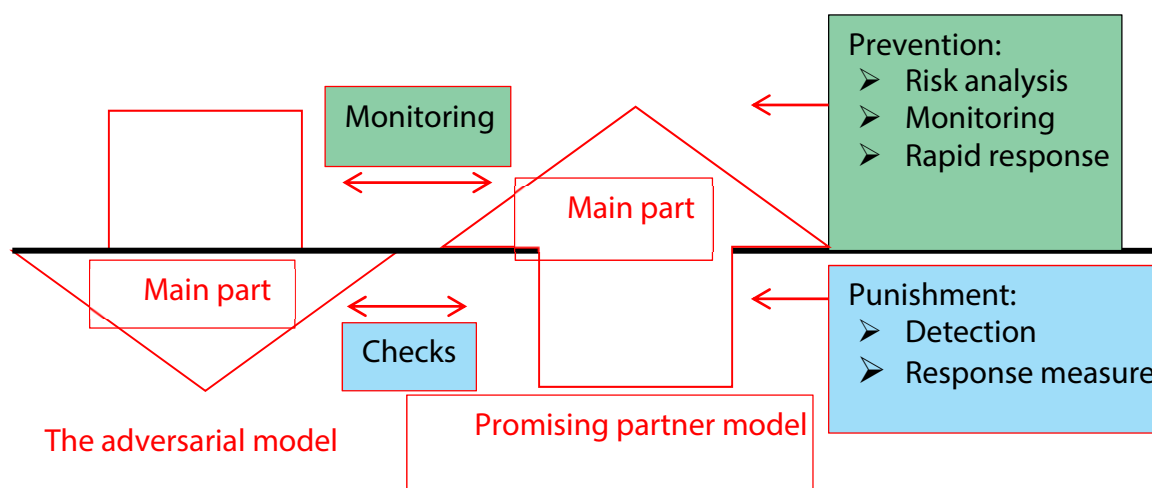 Prevention:
➢ Risk analysis
➢ Monitoring
➢ Rapid response
Monitoring
Main part
Main part
Checks
Punishment:
➢ Detection
➢ Response measure
The adversarial model
Promising partner model